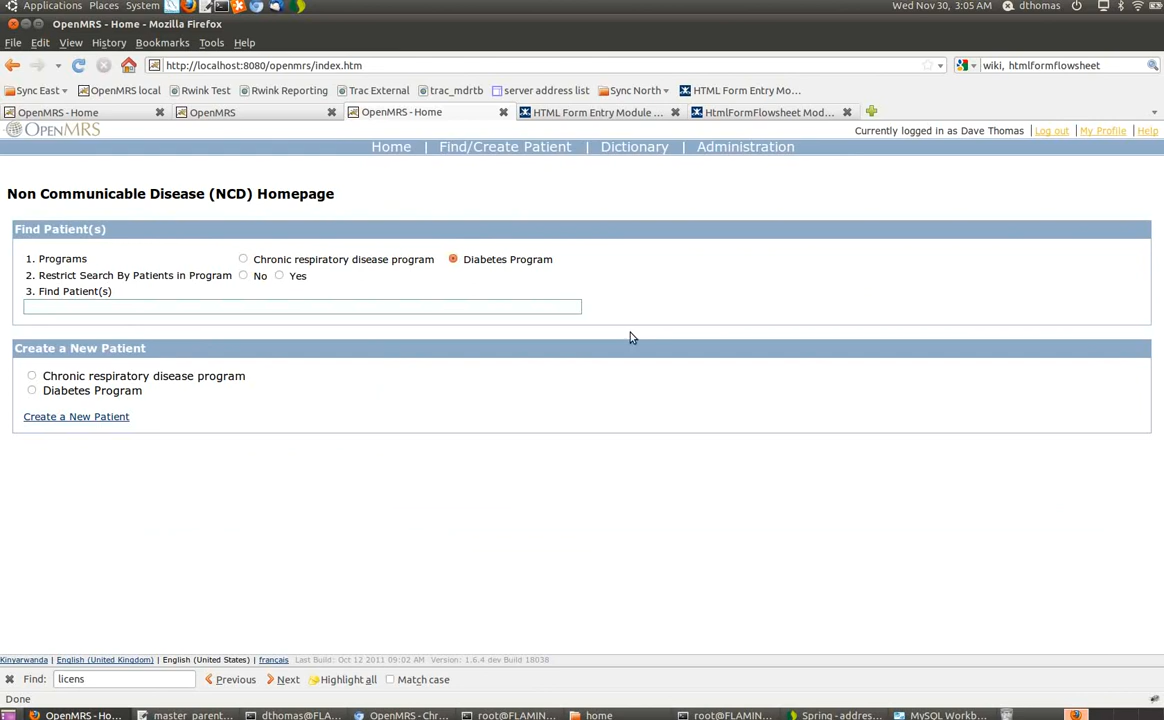 Applications Places System Wed Nov 30, 3:05 AM dthomas
OpenMRS - Home - Mozilla Firefox
File Edit View History Bookmarks Tools Help
http://localhost:8080/openmrs/index.htm wiki, htmlformflowsheet
Sync East OpenMRS local Rwink Test Rwink Reporting Trac External trac_mdrtb server address list Sync North HTML Form Entry Mo...
OpenMRS - Home OpenMRS OpenMRS - Home HTML Form Entry Module ... HtmlFormFlowsheet Mod...
OPENMRS Currently logged in as Dave Thomas | Log out | My Profile | Help
Home | Find/Create Patient | Dictionary | Administration
Non Communicable Disease (NCD) Homepage
Find Patient(s)
1. Programs Chronic respiratory disease program Diabetes Program
2. Restrict Search By Patients in Program No Yes
3. Find Patient(s)
Create a New Patient
Chronic respiratory disease program
Diabetes Program
Create a New Patient
Kinyarwanda | English (United Kingdom) | English (United States) | français Last Build: Oct 12 2011 09:02 AM Version: 1.6.4 dev Build 18038
Find: licens Previous Next Highlight all Match case
Done
OpenMRS - Ho... master_parent... dthomas@FLA... OpenMRS - Chr... root@FLAMIN... home root@FLAMIN... Spring - addres... MySQL Workb...